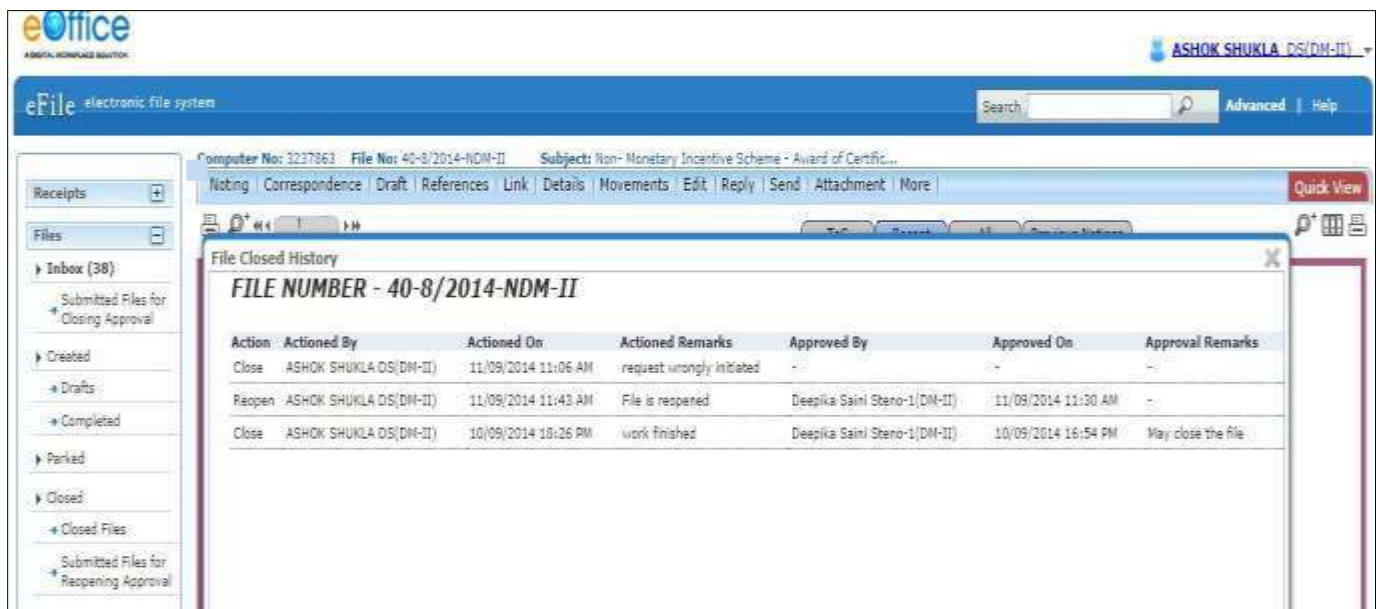 eOffice
A DIGITAL WORKPLACE SOLUTION
ASHOK SHUKLA DS(DM-II)
eFile electronic file system
Search
Advanced | Help
Computer No: 3237863 File No: 40-8/2014-NDM-II Subject: Non- Monetary Incentive Scheme - Award of Certific...
Noting | Correspondence | Draft | References | Link | Details | Movements | Edit | Reply | Send | Attachment | More |
Quick View
Receipts
Files
Inbox (38)
Submitted Files for
Closing Approval
Created
Drafts
Completed
Parked
Closed
Closed Files
Submitted Files for
Reopening Approval
1
File Closed History
FILE NUMBER - 40-8/2014-NDM-II
Action Actioned By Actioned On Actioned Remarks Approved By Approved On Approval Remarks
Close ASHOK SHUKLA DS(DM-II) 11/09/2014 11:06 AM request wrongly initiated - - -
Reopen ASHOK SHUKLA DS(DM-II) 11/09/2014 11:43 AM File is reopened Deepika Saini Steno-1(DM-II) 11/09/2014 11:30 AM -
Close ASHOK SHUKLA DS(DM-II) 10/09/2014 18:26 PM work finished Deepika Saini Steno-1(DM-II) 10/09/2014 16:54 PM May close the file